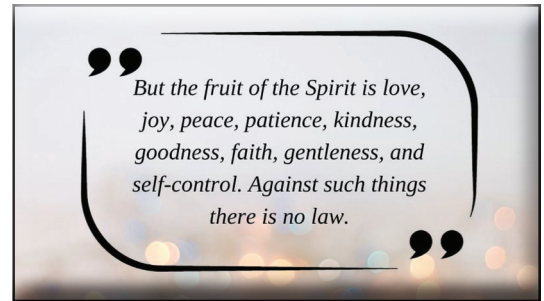 But the fruit of the Spirit is love,
joy, peace, patience, kindness,
goodness, faith, gentleness, and
self-control. Against such things
there is no law.